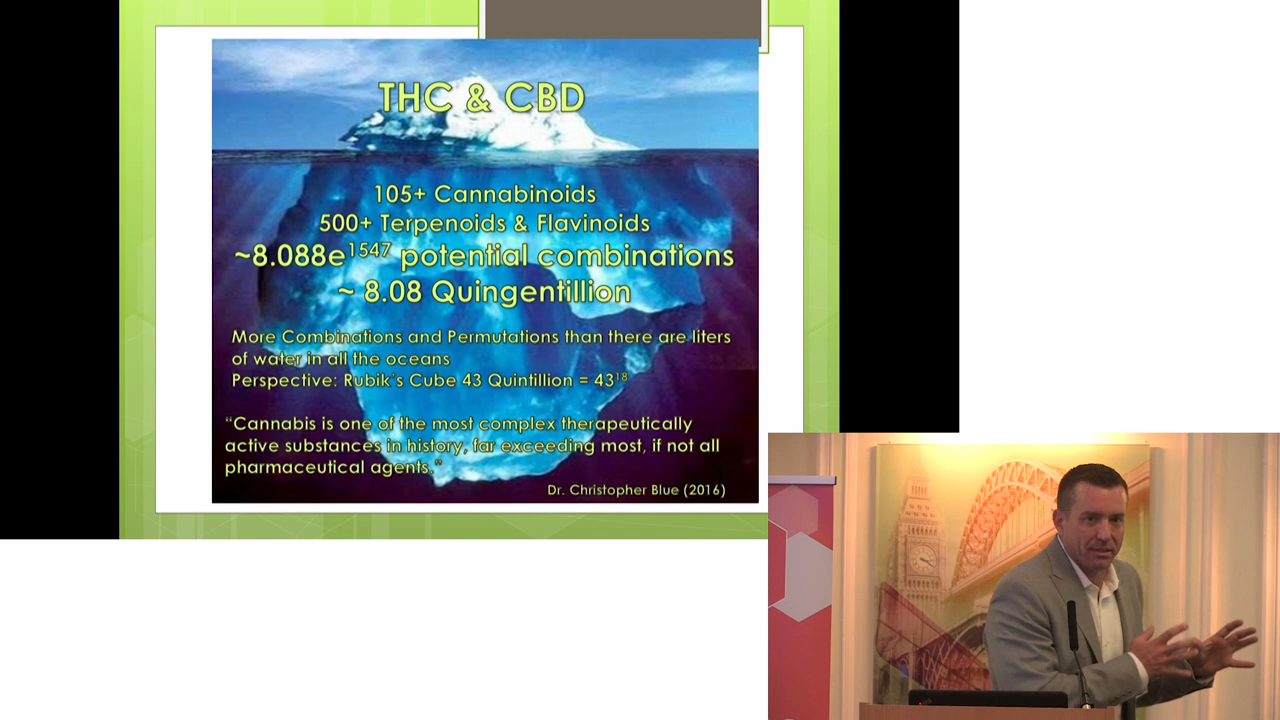 THC & CBD
105+ Cannabinoids
500+ Terpenoids & Flavinoids
~8.088e¹⁵⁴⁷ potential combinations
~ 8.08 Quingentillion
More Combinations and Permutations than there are liters
of water in all the oceans
Perspective: Rubik's Cube 43 Quintillion = 43¹⁸
“Cannabis is one of the most complex therapeutically
active substances in history, far exceeding most, if not all
pharmaceutical agents.”
Dr. Christopher Blue (2016)